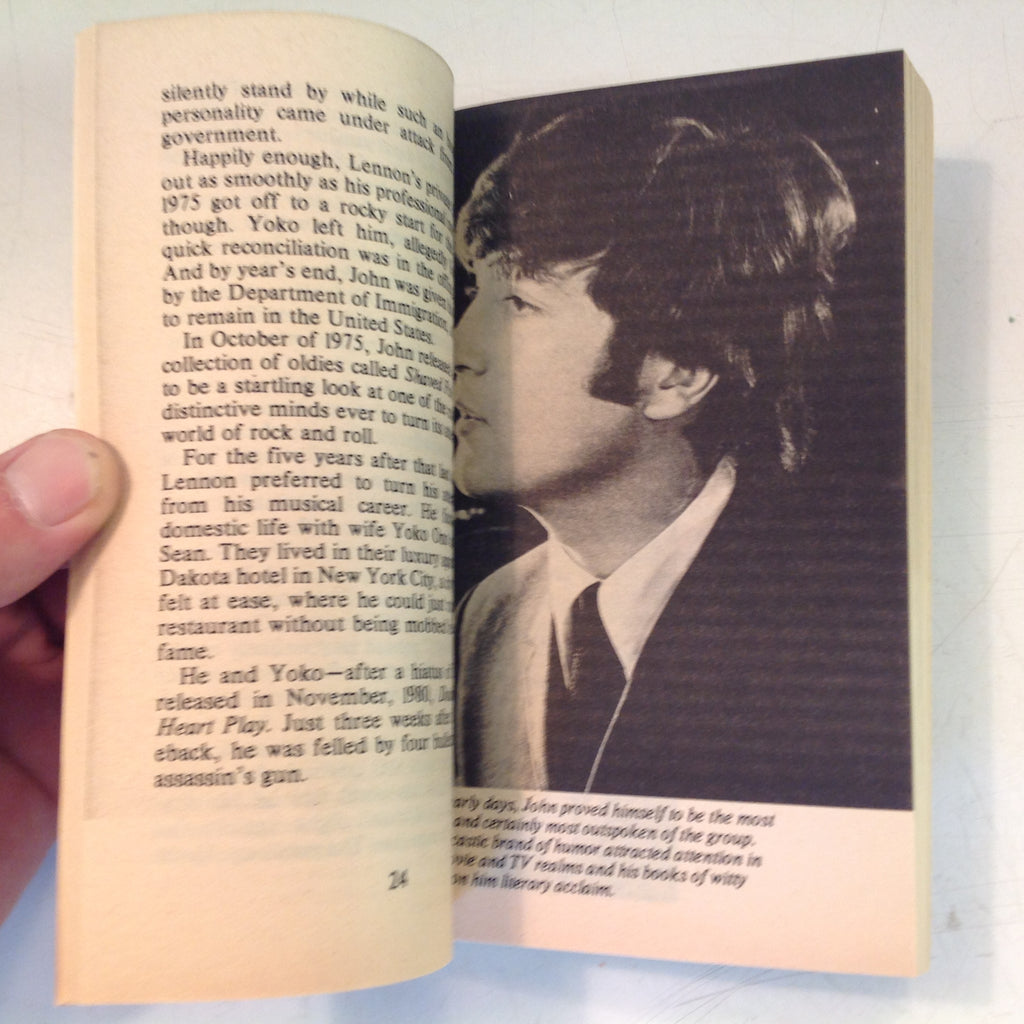 silently stand by while such an
personality came under attack
government.
Happily enough, Lennon's
out as smoothly as his professional
1975 got off to a rocky start for
though. Yoko left him, allegedly
quick reconciliation was in the
And by year's end, John was given
by the Department of Immigration
to remain in the United States.
In October of 1975, John
collection of oldies called Shaved
to be a startling look at one of the
distinctive minds ever to turn its
world of rock and roll.
For the five years after that
Lennon preferred to turn his
from his musical career. He
domestic life with wife Yoko
Sean. They lived in their luxury
Dakota hotel in New York City,
felt at ease, where he could just
restaurant without being mobbed
fame.
He and Yoko—after a hiatus
released in November, 1980,
Heart Play. Just three weeks
eback, he was felled by four
assassin's gun.
24
days, John proved himself to be the most
and certainly most outspoken of the group.
brand of humor attracted attention in
and TV realms and his books of witty
him literary acclaim.